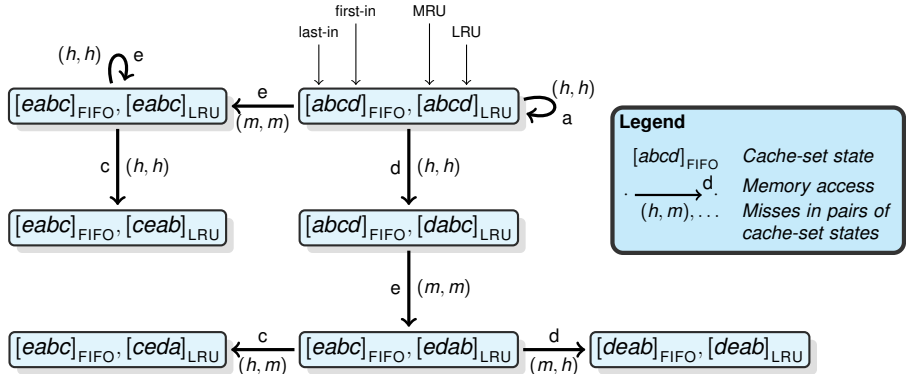 first-in MRU
last-in LRU
(h, h) e
[eabc]FIFO, [eabc]LRU e (m, m) [abcd]FIFO, [abcd]LRU (h, h) a
c (h, h) d (h, h)
[eabc]FIFO, [ceab]LRU [abcd]FIFO, [dabc]LRU
e (m, m)
[eabc]FIFO, [ceda]LRU c (h, m) [eabc]FIFO, [edab]LRU d (m, h) [deab]FIFO, [deab]LRU
Legend
[abcd]FIFO Cache-set state
d Memory access
(h, m), . . . Misses in pairs of
cache-set states